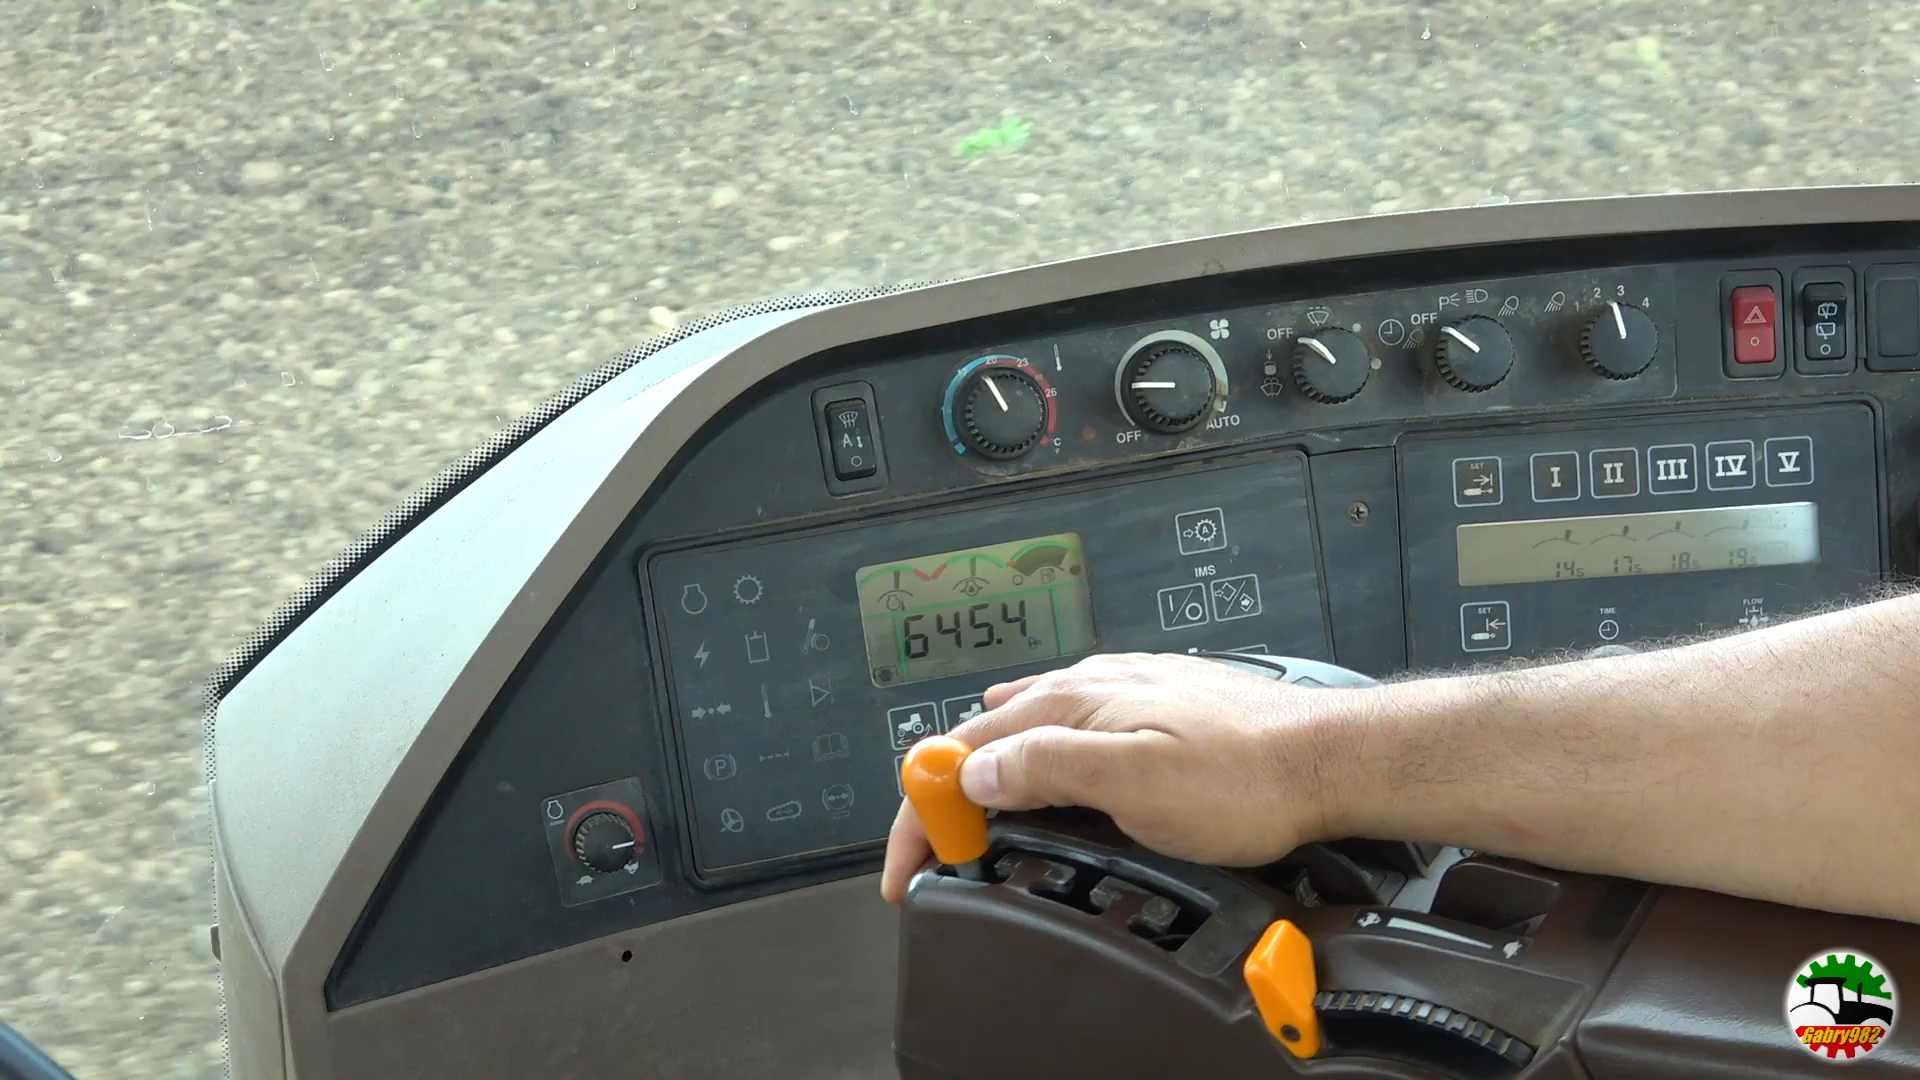 OFF
P
OFF
1 2 3 4
20 23 26
°C
°F
OFF AUTO
A
SET
I II III IV V
A
IMS
I/O
645.4
14s 17s 18s 19s
SET
TIME
FLOW
P
Gabry982